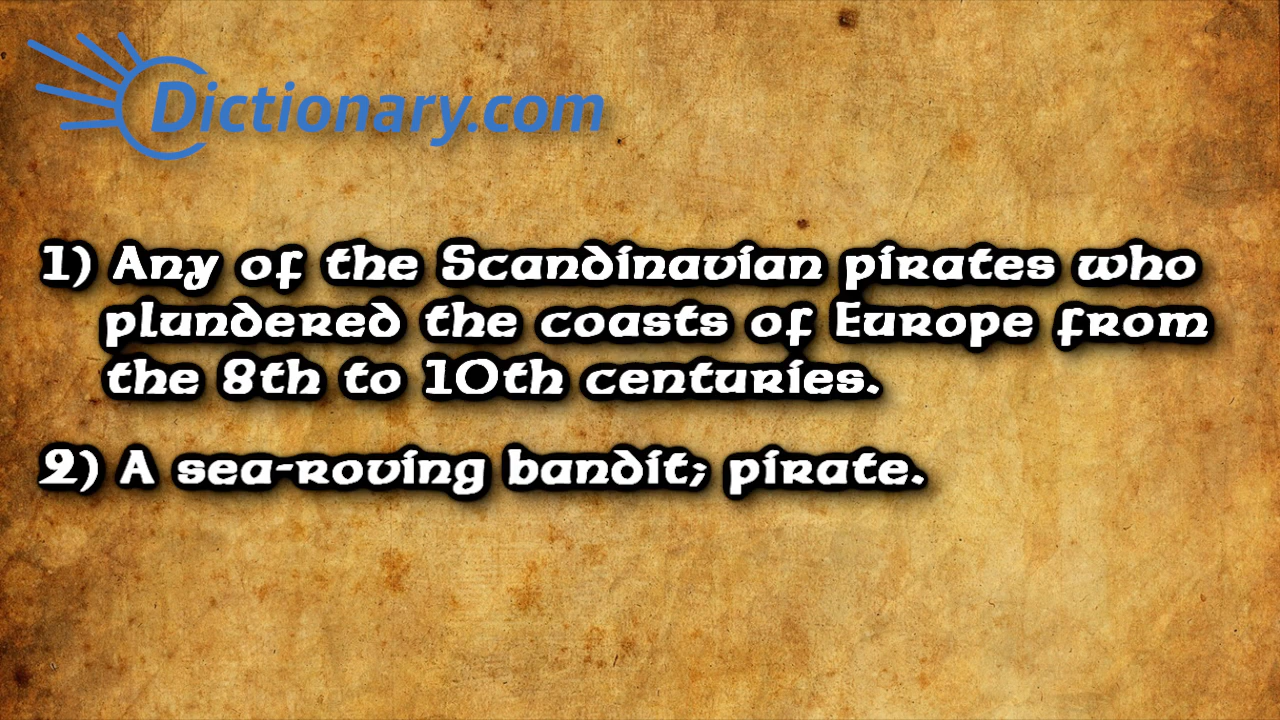 Dictionary.com
1) Any of the Scandinavian pirates who
plundered the coasts of Europe from
the 8th to 10th centuries.
2) A sea-roving bandit; pirate.